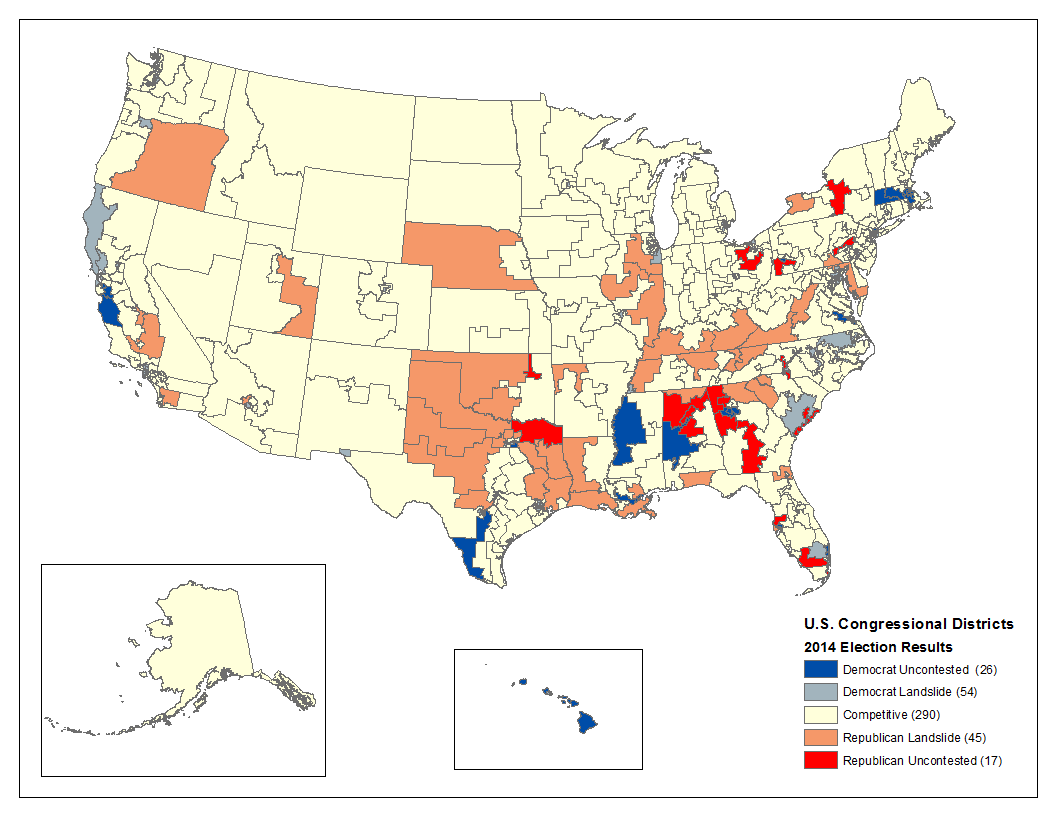 U.S. Congressional Districts
2014 Election Results
Democrat Uncontested (26)
Democrat Landslide (54)
Competitive (290)
Republican Landslide (45)
Republican Uncontested (17)